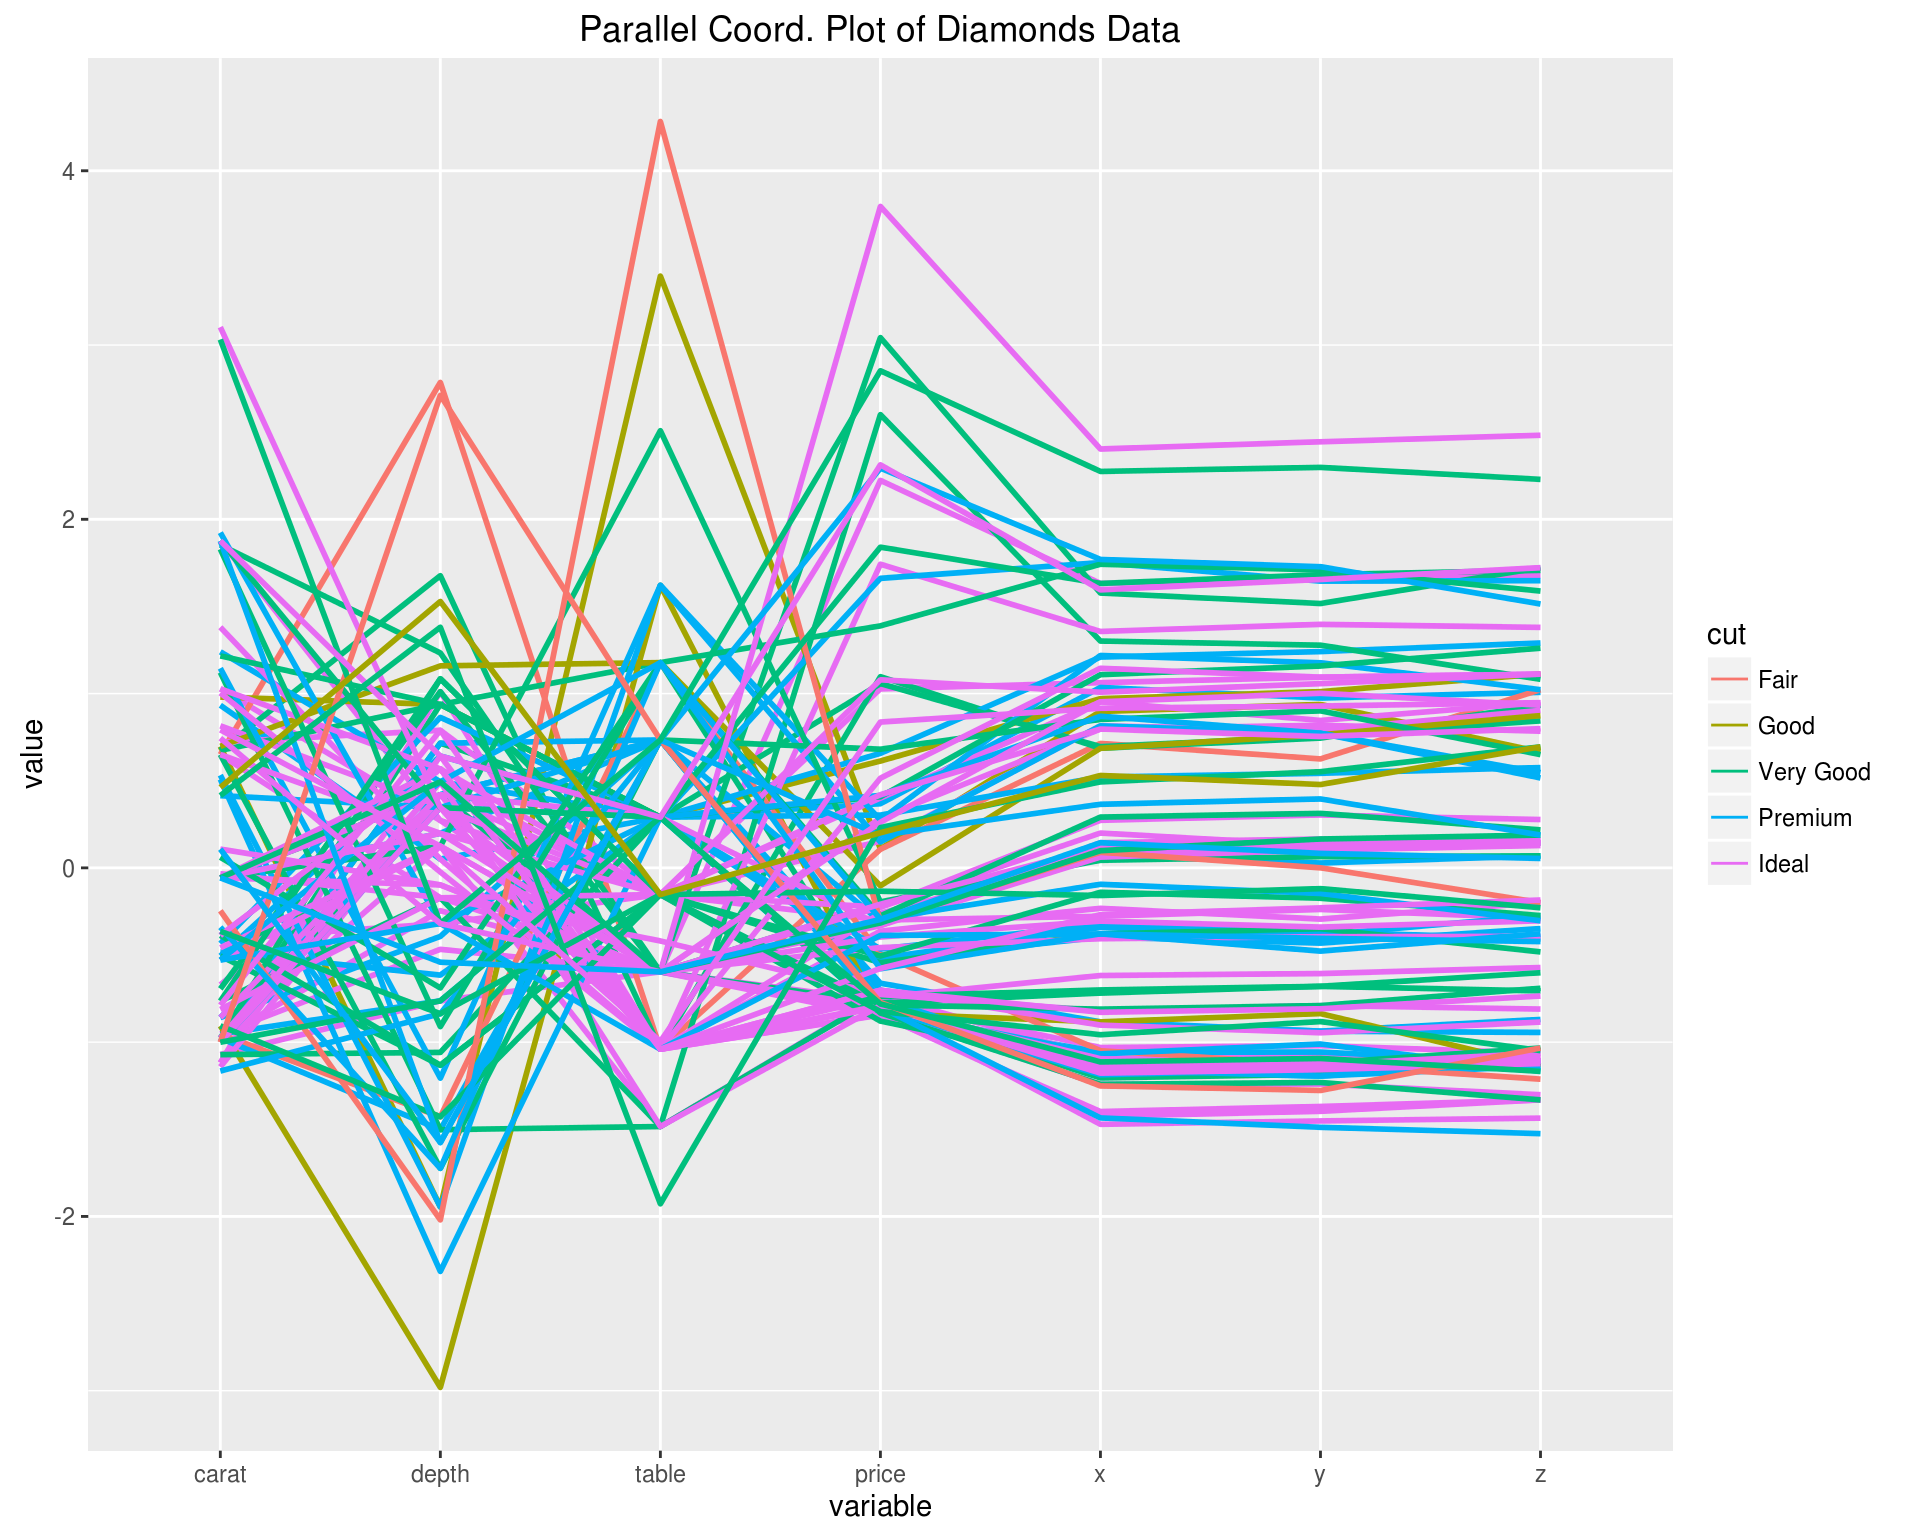 Parallel Coord. Plot of Diamonds Data
value
4
2
0
-2
carat depth table price x y z
variable
cut
Fair
Good
Very Good
Premium
Ideal